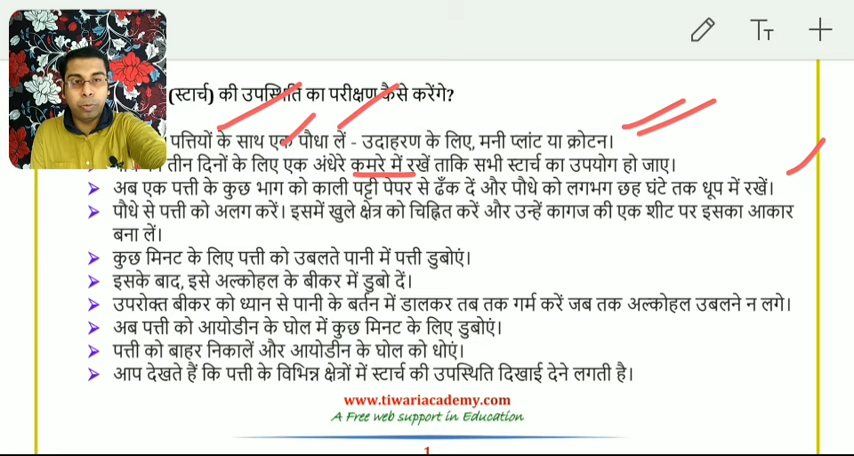 (स्टार्च) की उपस्थिति का परीक्षण कैसे करेंगे?
पत्तियों के साथ एक पौधा लें - उदाहरण के लिए, मनी प्लांट या क्रोटन।
तीन दिनों के लिए एक अंधेरे कमरे में रखें ताकि सभी स्टार्च का उपयोग हो जाए।
➤ अब एक पत्ती के कुछ भाग को काली पट्टी पेपर से ढँक दें और पौधे को लगभग छह घंटे तक धूप में रखें।
➤ पौधे से पत्ती को अलग करें। इसमें खुले क्षेत्र को चिह्नित करें और उन्हें कागज की एक शीट पर इसका आकार
बना लें।
➤ कुछ मिनट के लिए पत्ती को उबलते पानी में पत्ती डुबोएं।
➤ इसके बाद, इसे अल्कोहल के बीकर में डुबो दें।
➤ उपरोक्त बीकर को ध्यान से पानी के बर्तन में डालकर तब तक गर्म करें जब तक अल्कोहल उबलने न लगे।
➤ अब पत्ती को आयोडीन के घोल में कुछ मिनट के लिए डुबोएं।
➤ पत्ती को बाहर निकालें और आयोडीन के घोल को धोएं।
➤ आप देखते हैं कि पत्ती के विभिन्न क्षेत्रों में स्टार्च की उपस्थिति दिखाई देने लगती है।
www.tiwariacademy.com
A Free web support in Education
1